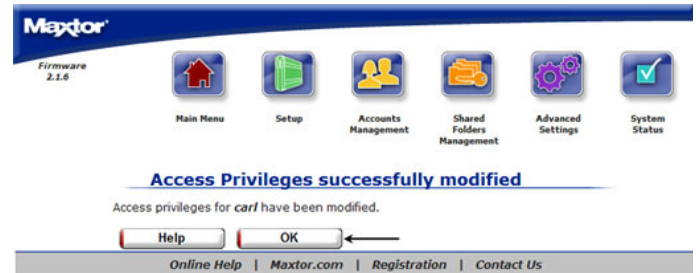 Maxtor
Firmware
2.1.6
Main Menu
Setup
Accounts
Management
Shared
Folders
Management
Advanced
Settings
System
Status
Access Privileges successfully modified
Access privileges for carl have been modified.
Help OK
Online Help | Maxtor.com | Registration | Contact Us